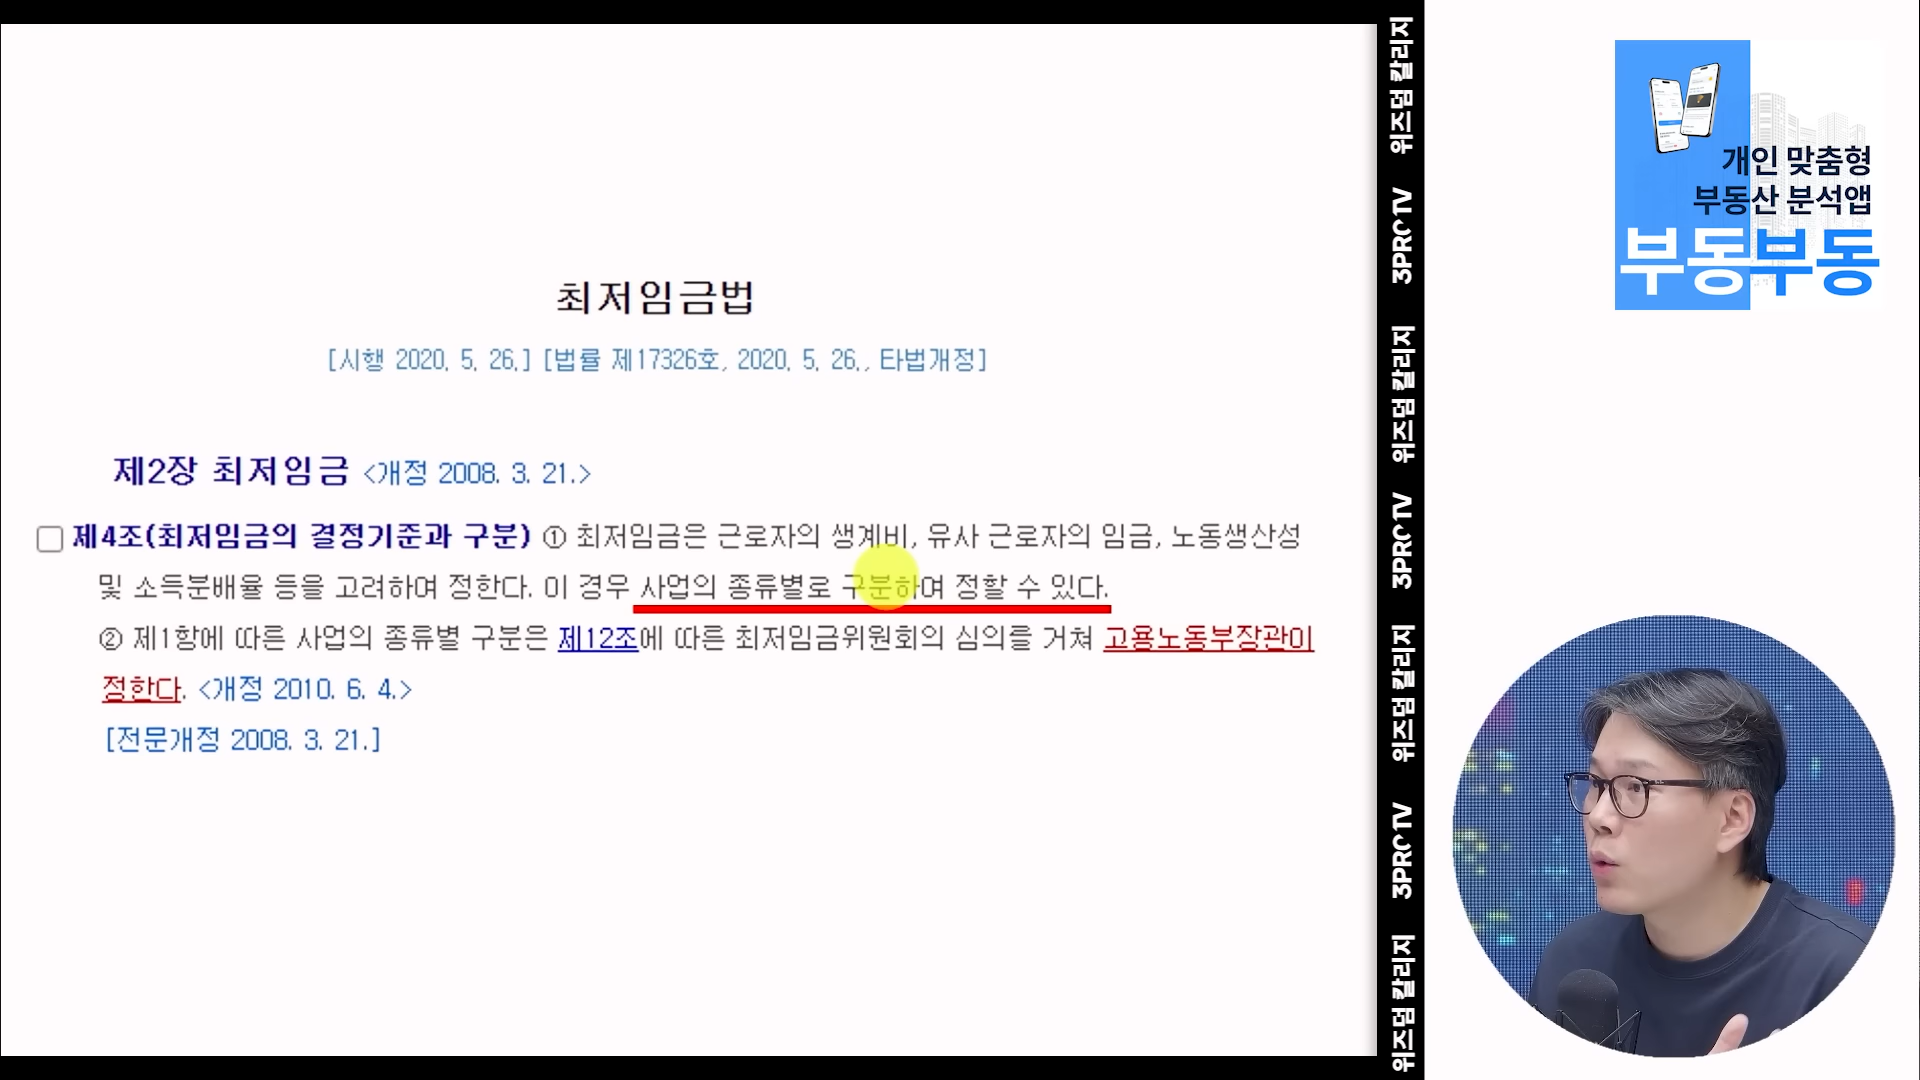 최저임금법
[시행 2020. 5. 26.] [법률 제17326호, 2020. 5. 26., 타법개정]
제2장 최저임금 <개정 2008. 3. 21.>
제4조(최저임금의 결정기준과 구분) ① 최저임금은 근로자의 생계비, 유사 근로자의 임금, 노동생산성
및 소득분배율 등을 고려하여 정한다. 이 경우 사업의 종류별로 구분하여 정할 수 있다.
② 제1항에 따른 사업의 종류별 구분은 제12조에 따른 최저임금위원회의 심의를 거쳐 고용노동부장관이
정한다. <개정 2010. 6. 4.>
[전문개정 2008. 3. 21.]
위즈덤 칼리지
3PROTV
위즈덤 칼리지
3PROTV
위즈덤 칼리지
3PROTV
위즈덤 칼리지
개인 맞춤형
부동산 분석앱
부동부동